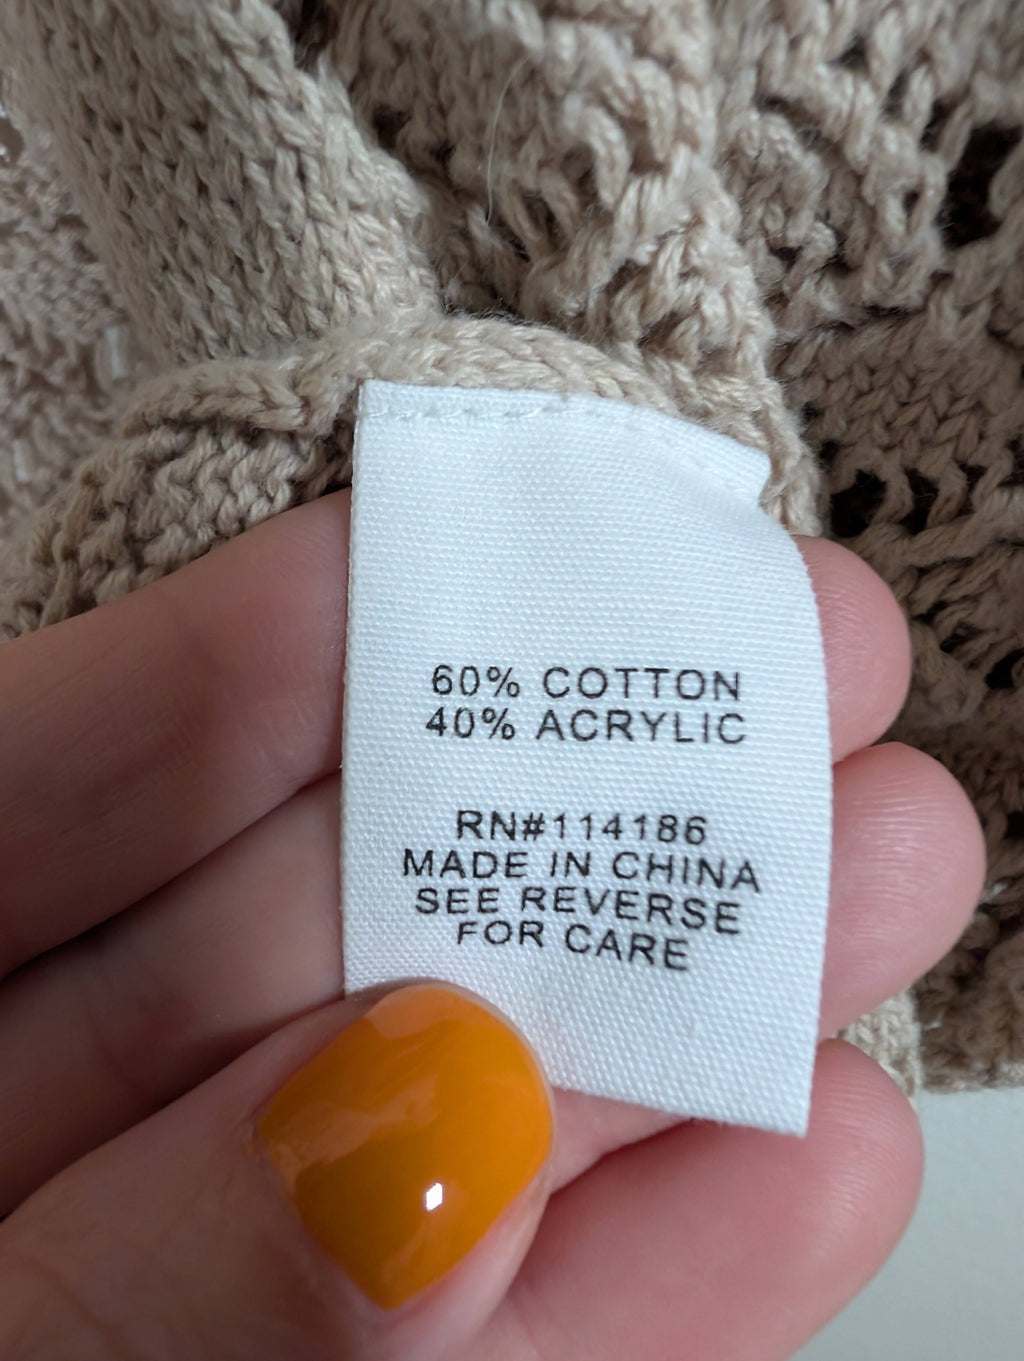 60% COTTON
40% ACRYLIC
RN#114186
MADE IN CHINA
SEE REVERSE
FOR CARE